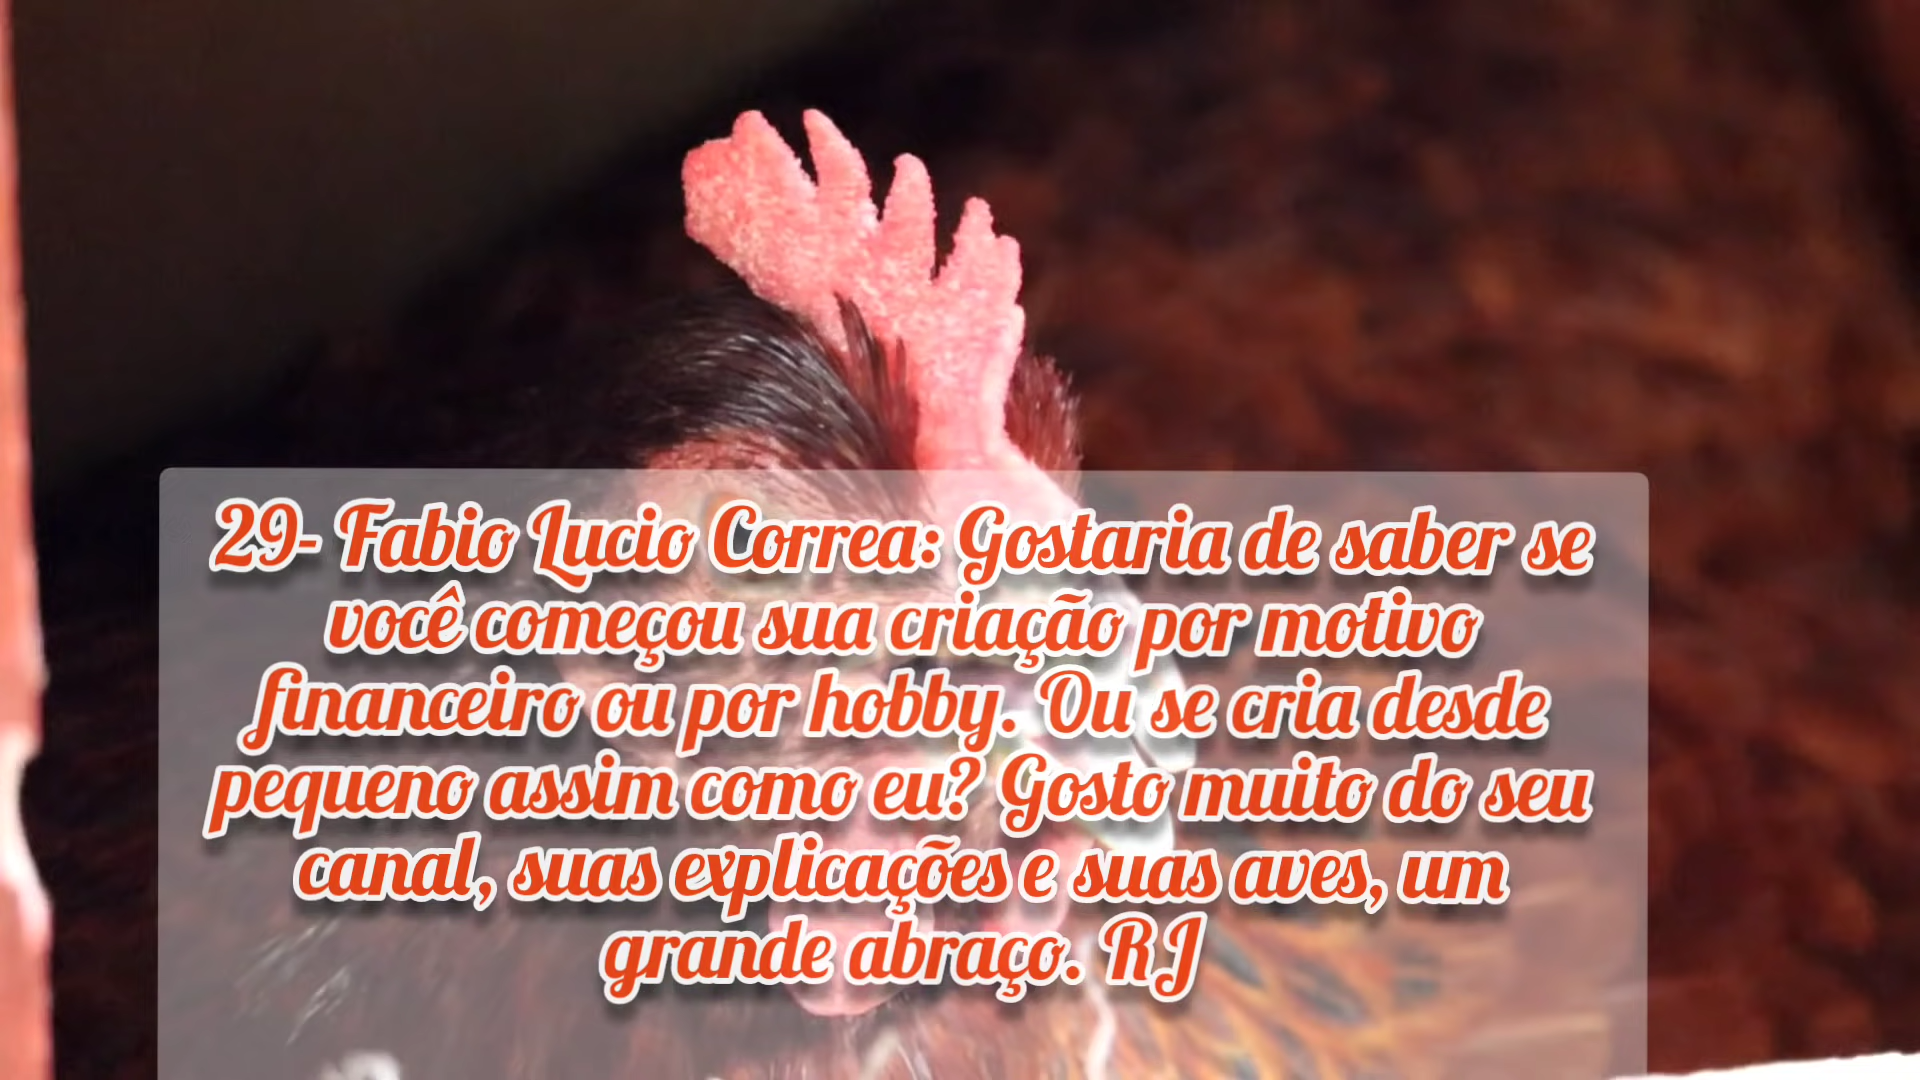 29- Fabio Lucio Correa: Gostaria de saber se
você começou sua criação por motivo
financeiro ou por hobby. Ou se cria desde
pequeno assim como eu? Gosto muito do seu
canal, suas explicações e suas aves, um
grande abraço. RJ